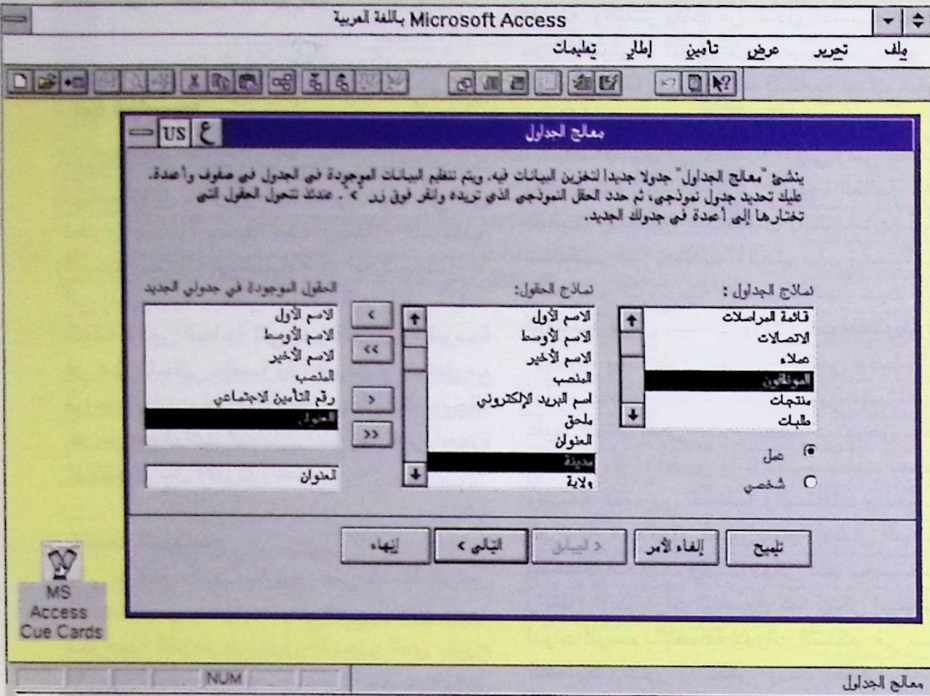 Microsoft Access باللغة العربية
ملف تحرير عرض تأمين إطار تعليمات
معالج الجداول
US ع
ينشئ "معالج الجداول" جدولا جديدا لتخزين البيانات فيه. ويتم تنظيم البيانات الموجودة في الجدول في صفوف وأعمدة.
عليك تحديد جدول نموذجي، ثم حدد الحقل النموذجي الذي تريده وانقر فوق زر ">". عندئذ تتحول الحقول التي
تختارها إلى أعمدة في جدولك الجديد.
نماذج الجداول :
قائمة المراسلات
الاتصالات
عملاء
الموظفون
منتجات
طلبات
عمل
شخصي
نماذج الحقول:
الاسم الأول
الاسم الأوسط
الاسم الأخير
المنصب
اسم البريد الإلكتروني
ملحق
العنوان
مدينة
ولاية
<
<<
>
>>
الحقول الموجودة في جدولي الجديد
الاسم الأول
الاسم الأوسط
الاسم الأخير
المنصب
رقم التأمين الاجتماعي
العنوان
العنوان
تلميح
إلغاء الأمر
< السابق
التالي >
إنهاء
MS
Access
Cue Cards
معالج الجداول
NUM